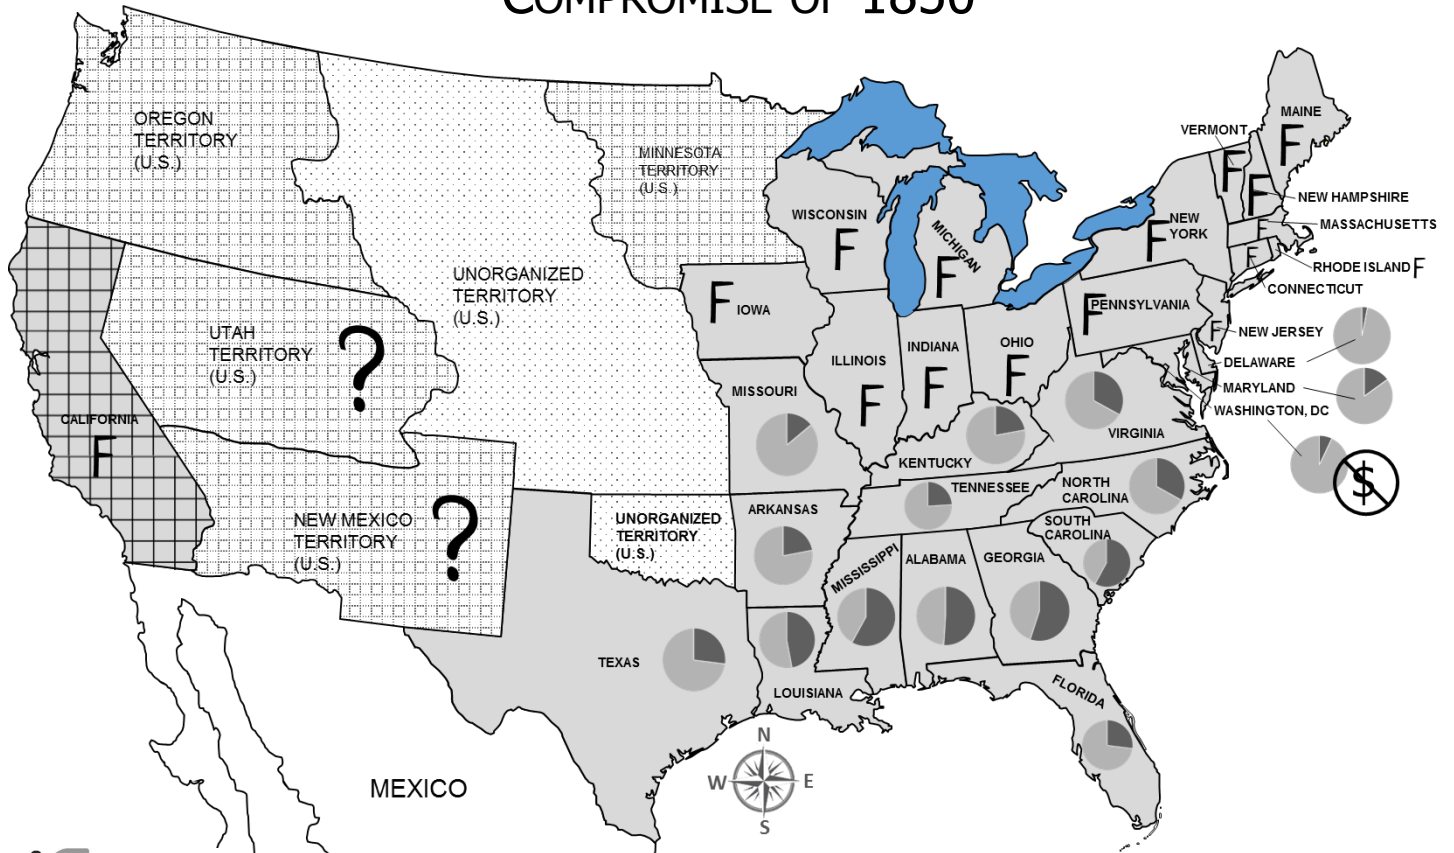 COMPROMISE OF 1850
OREGON
TERRITORY
(U.S.)
MINNESOTA
TERRITORY
(U.S.)
UNORGANIZED
TERRITORY
(U.S.)
UTAH
TERRITORY
(U.S.)
?
CALIFORNIA
F
NEW MEXICO
TERRITORY
(U.S.)
?
UNORGANIZED
TERRITORY
(U.S.)
WISCONSIN
F
MICHIGAN
F
F IOWA
ILLINOIS
F
INDIANA
F
OHIO
F
PENNSYLVANIA
F
NEW
YORK
F
VERMONT
F
MAINE
F
F
NEW HAMPSHIRE
F
MASSACHUSETTS
RHODE ISLAND F
F
CONNECTICUT
F
NEW JERSEY
DELAWARE
MARYLAND
WASHINGTON, DC
$
MISSOURI
KENTUCKY
VIRGINIA
TENNESSEE
NORTH
CAROLINA
SOUTH
CAROLINA
ARKANSAS
MISSISSIPPI
ALABAMA
GEORGIA
TEXAS
LOUISIANA
FLORIDA
MEXICO
N
W
E
S